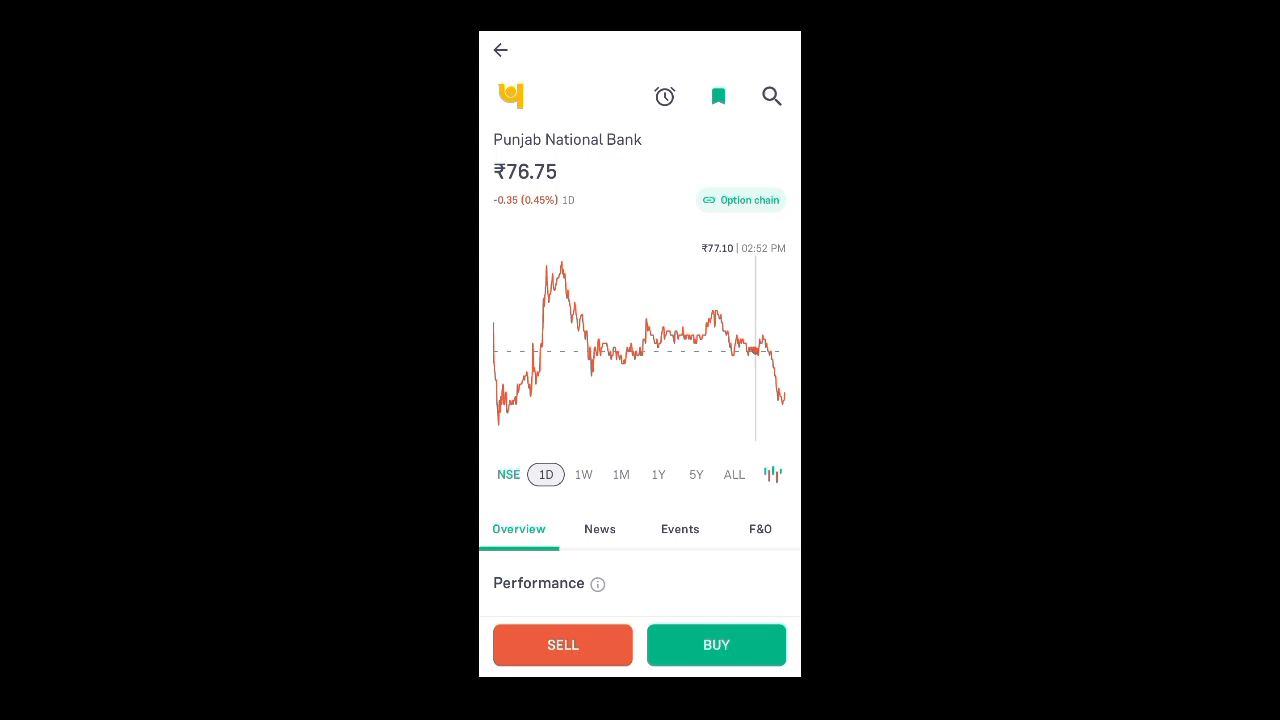 Punjab National Bank
₹76.75
-0.35 (0.45%) 1D
Option chain
₹77.10 | 02:52 PM
NSE 1D 1W 1M 1Y 5Y ALL
Overview News Events F&O
Performance
SELL BUY